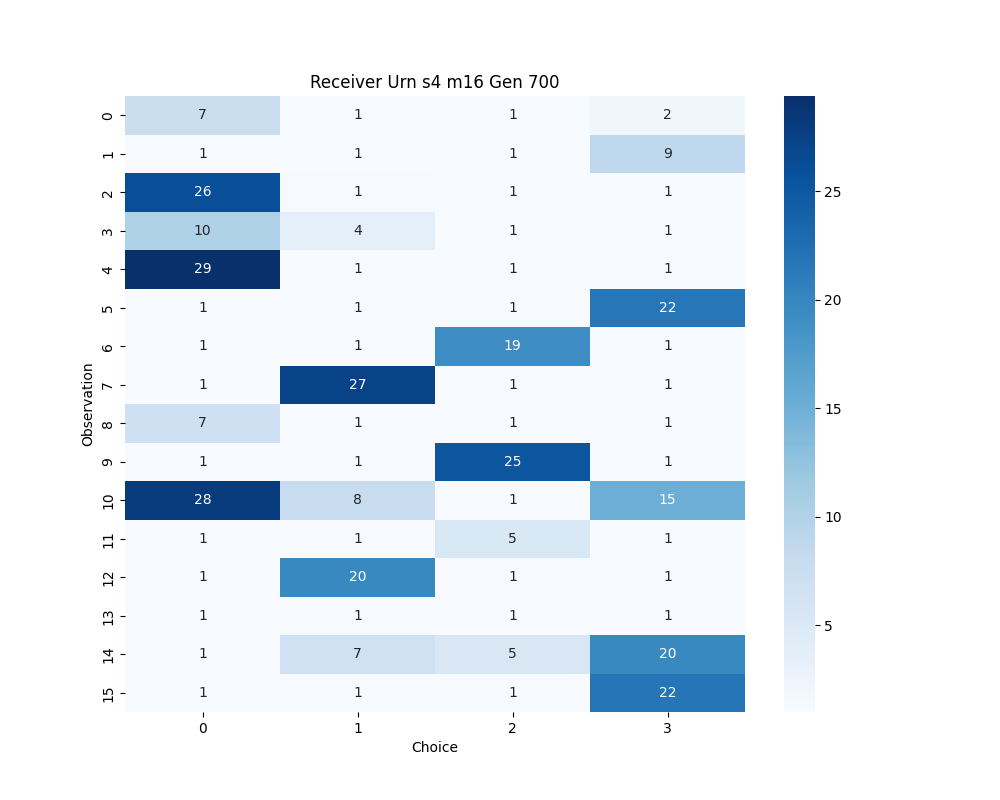 Receiver Urn s4 m16 Gen 700
0 7 1 1 2
1 1 1 1 9
2 26 1 1 1
3 10 4 1 1
4 29 1 1 1
5 1 1 1 22
6 1 1 19 1
7 1 27 1 1
8 7 1 1 1
9 1 1 25 1
10 28 8 1 15
11 1 1 5 1
12 1 20 1 1
13 1 1 1 1
14 1 7 5 20
15 1 1 1 22
0 1 2 3
Choice
Observation
25
20
15
10
5